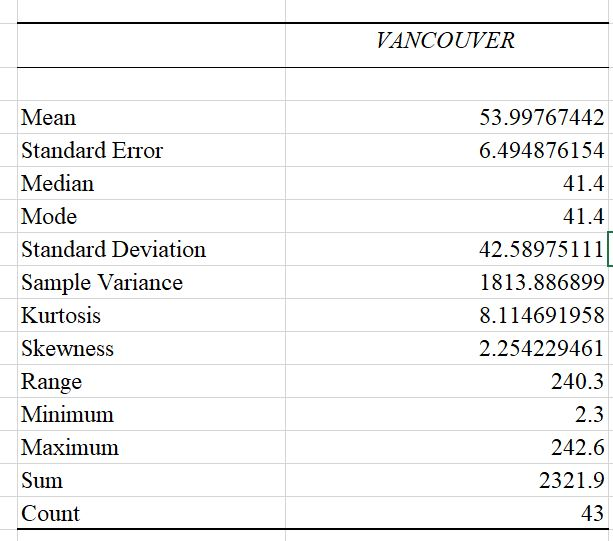 VANCOUVER
Mean 53.99767442
Standard Error 6.494876154
Median 41.4
Mode 41.4
Standard Deviation 42.58975111
Sample Variance 1813.886899
Kurtosis 8.114691958
Skewness 2.254229461
Range 240.3
Minimum 2.3
Maximum 242.6
Sum 2321.9
Count 43